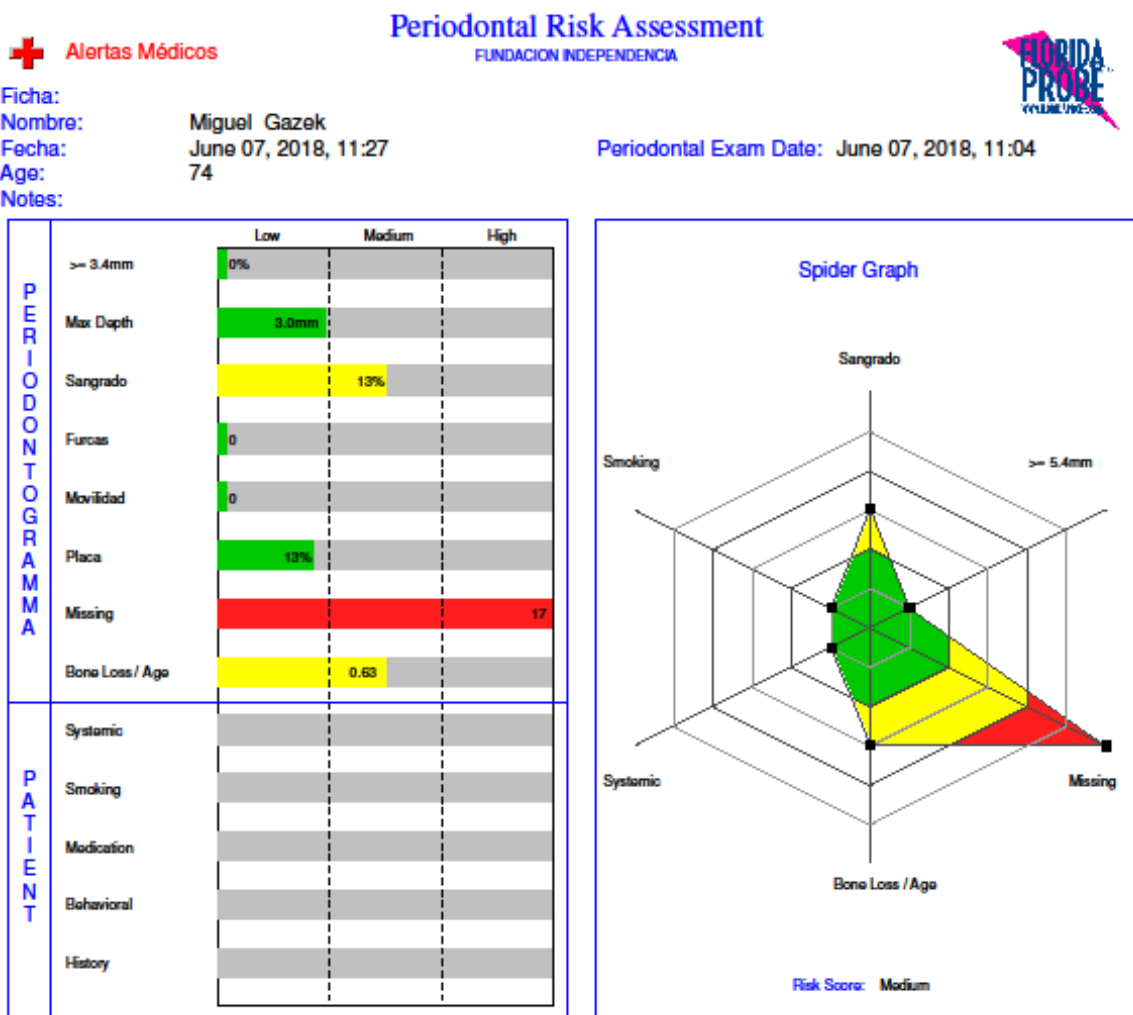 Periodontal Risk Assessment
Alertas Médicos
FUNDACION INDEPENDENCIA
FLORIDA
PROBE
Ficha:
Nombre: Miguel Gazek
Fecha: June 07, 2018, 11:27
Periodontal Exam Date: June 07, 2018, 11:04
Age: 74
Notes:
PERIODONTOGRAMMA
Low Medium High
>= 3.4mm 0%
Max Depth 3.0mm
Sangrado 13%
Furcas 0
Movilidad 0
Placa 13%
Missing 17
Bone Loss / Age 0.63
PATIENT
Systemic
Smoking
Medication
Behavioral
History
Spider Graph
Sangrado
Smoking
>= 5.4mm
Systemic
Missing
Bone Loss / Age
Risk Score: Medium